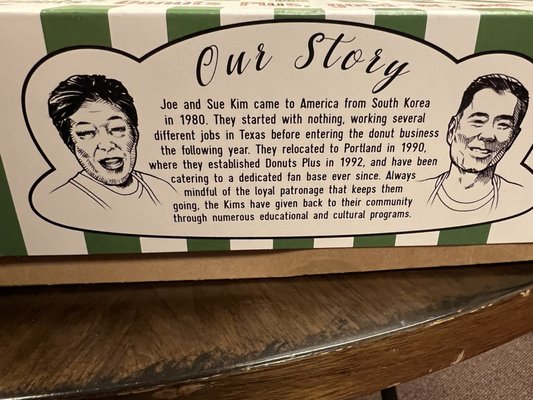 Our Story
Joe and Sue Kim came to America from South Korea
in 1980. They started with nothing, working several
different jobs in Texas before entering the donut business
the following year. They relocated to Portland in 1990,
where they established Donuts Plus in 1992, and have been
catering to a dedicated fan base ever since. Always
mindful of the loyal patronage that keeps them
going, the Kims have given back to their community
through numerous educational and cultural programs.